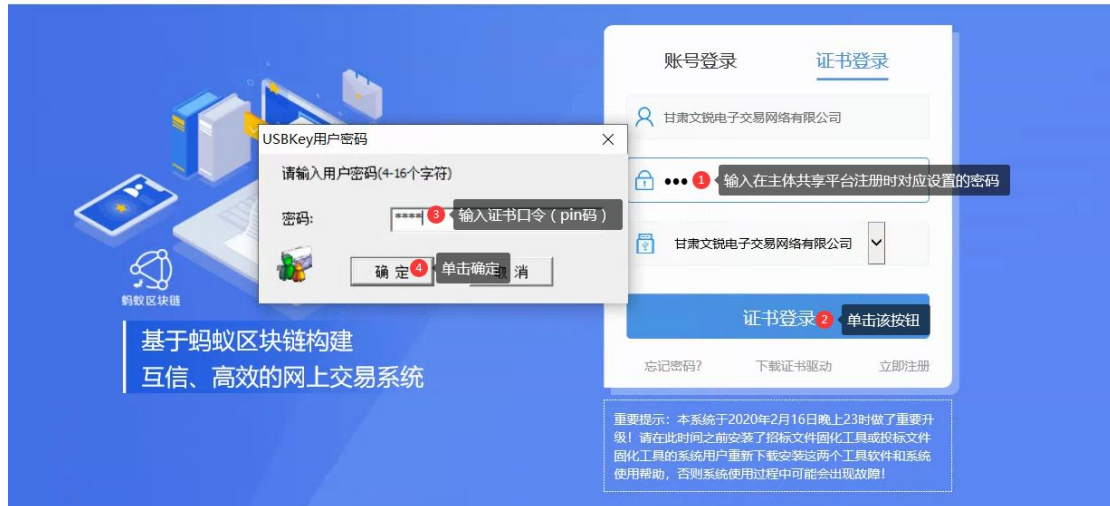 账号登录
证书登录
甘肃文锐电子交易网络有限公司
USBKey用户密码
请输入用户密码(4-16个字符)
••• 1 输入在主体共享平台注册时对应设置的密码
密码: **** 3 输入证书口令（pin码）
甘肃文锐电子交易网络有限公司
确 定 4 单击确定 消
蚂蚁区块链
证书登录 2 单击该按钮
基于蚂蚁区块链构建
互信、高效的网上交易系统
忘记密码? 下载证书驱动 立即注册
重要提示：本系统于2020年2月16日晚上23时做了重要升
级！请在此时间之前安装了招标文件固化工具或投标文件
固化工具的系统用户重新下载安装这两个工具软件和系统
使用帮助，否则系统使用过程中可能会出现故障!